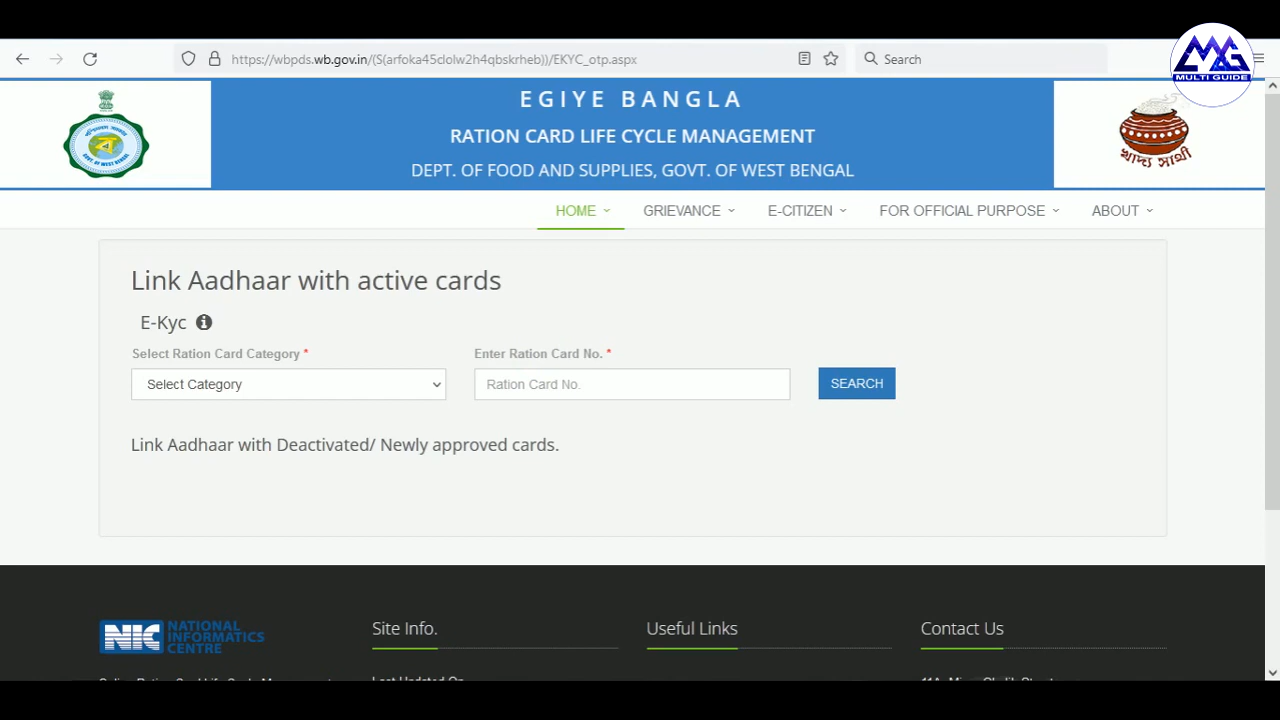 https://wbpds.wb.gov.in/(S(arfoka45clolw2h4qbskrheb))/EKYC_otp.aspx
Search
MULTI GUIDE
EGIYE BANGLA
RATION CARD LIFE CYCLE MANAGEMENT
DEPT. OF FOOD AND SUPPLIES, GOVT. OF WEST BENGAL
খাদ্য সাথী
HOME GRIEVANCE E-CITIZEN FOR OFFICIAL PURPOSE ABOUT
Link Aadhaar with active cards
E-Kyc
Select Ration Card Category * Enter Ration Card No. *
Select Category Ration Card No. SEARCH
Link Aadhaar with Deactivated/ Newly approved cards.
NIC NATIONAL INFORMATICS CENTRE
Site Info. Useful Links Contact Us